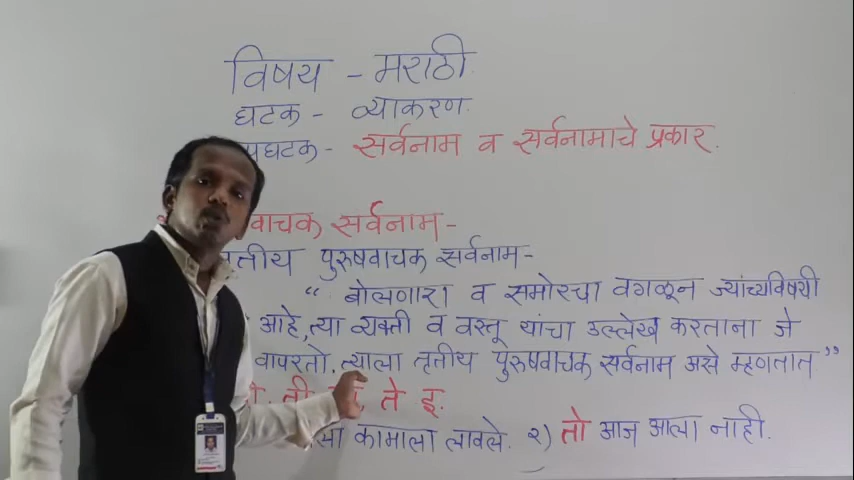 विषय - मराठी.
घटक - व्याकरण.
पघटक - सर्वनाम व सर्वनामाचे प्रकार.
वाचक सर्वनाम-
तीय पुरुषवाचक सर्वनाम-
" बोलणारा व समोरचा वगळून ज्यांच्याविषयी
आहे, त्या व्यक्ती व वस्तू यांचा उल्लेख करताना जे
वापरतो. त्याला तृतीय पुरुषवाचक सर्वनाम असे म्हणतात "
ती ते इ.
ला कामाला लावले. २) तो आज आला नाही.